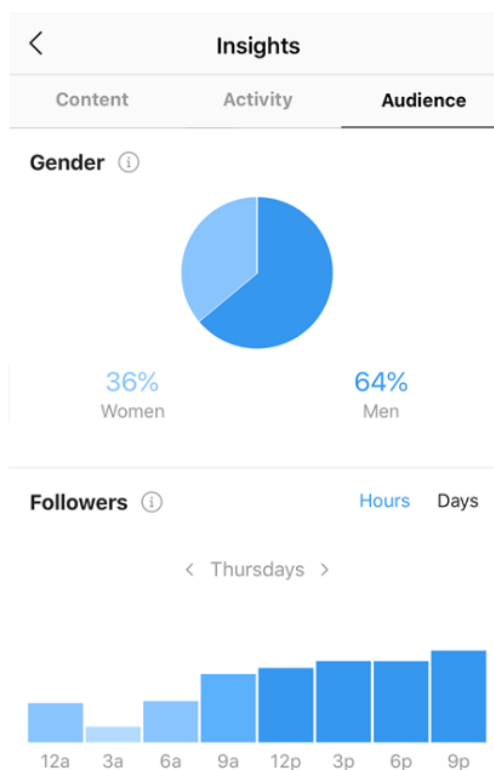 Insights
Content Activity Audience
Gender
36% 64%
Women Men
Followers Hours Days
Thursdays
12a 3a 6a 9a 12p 3p 6p 9p